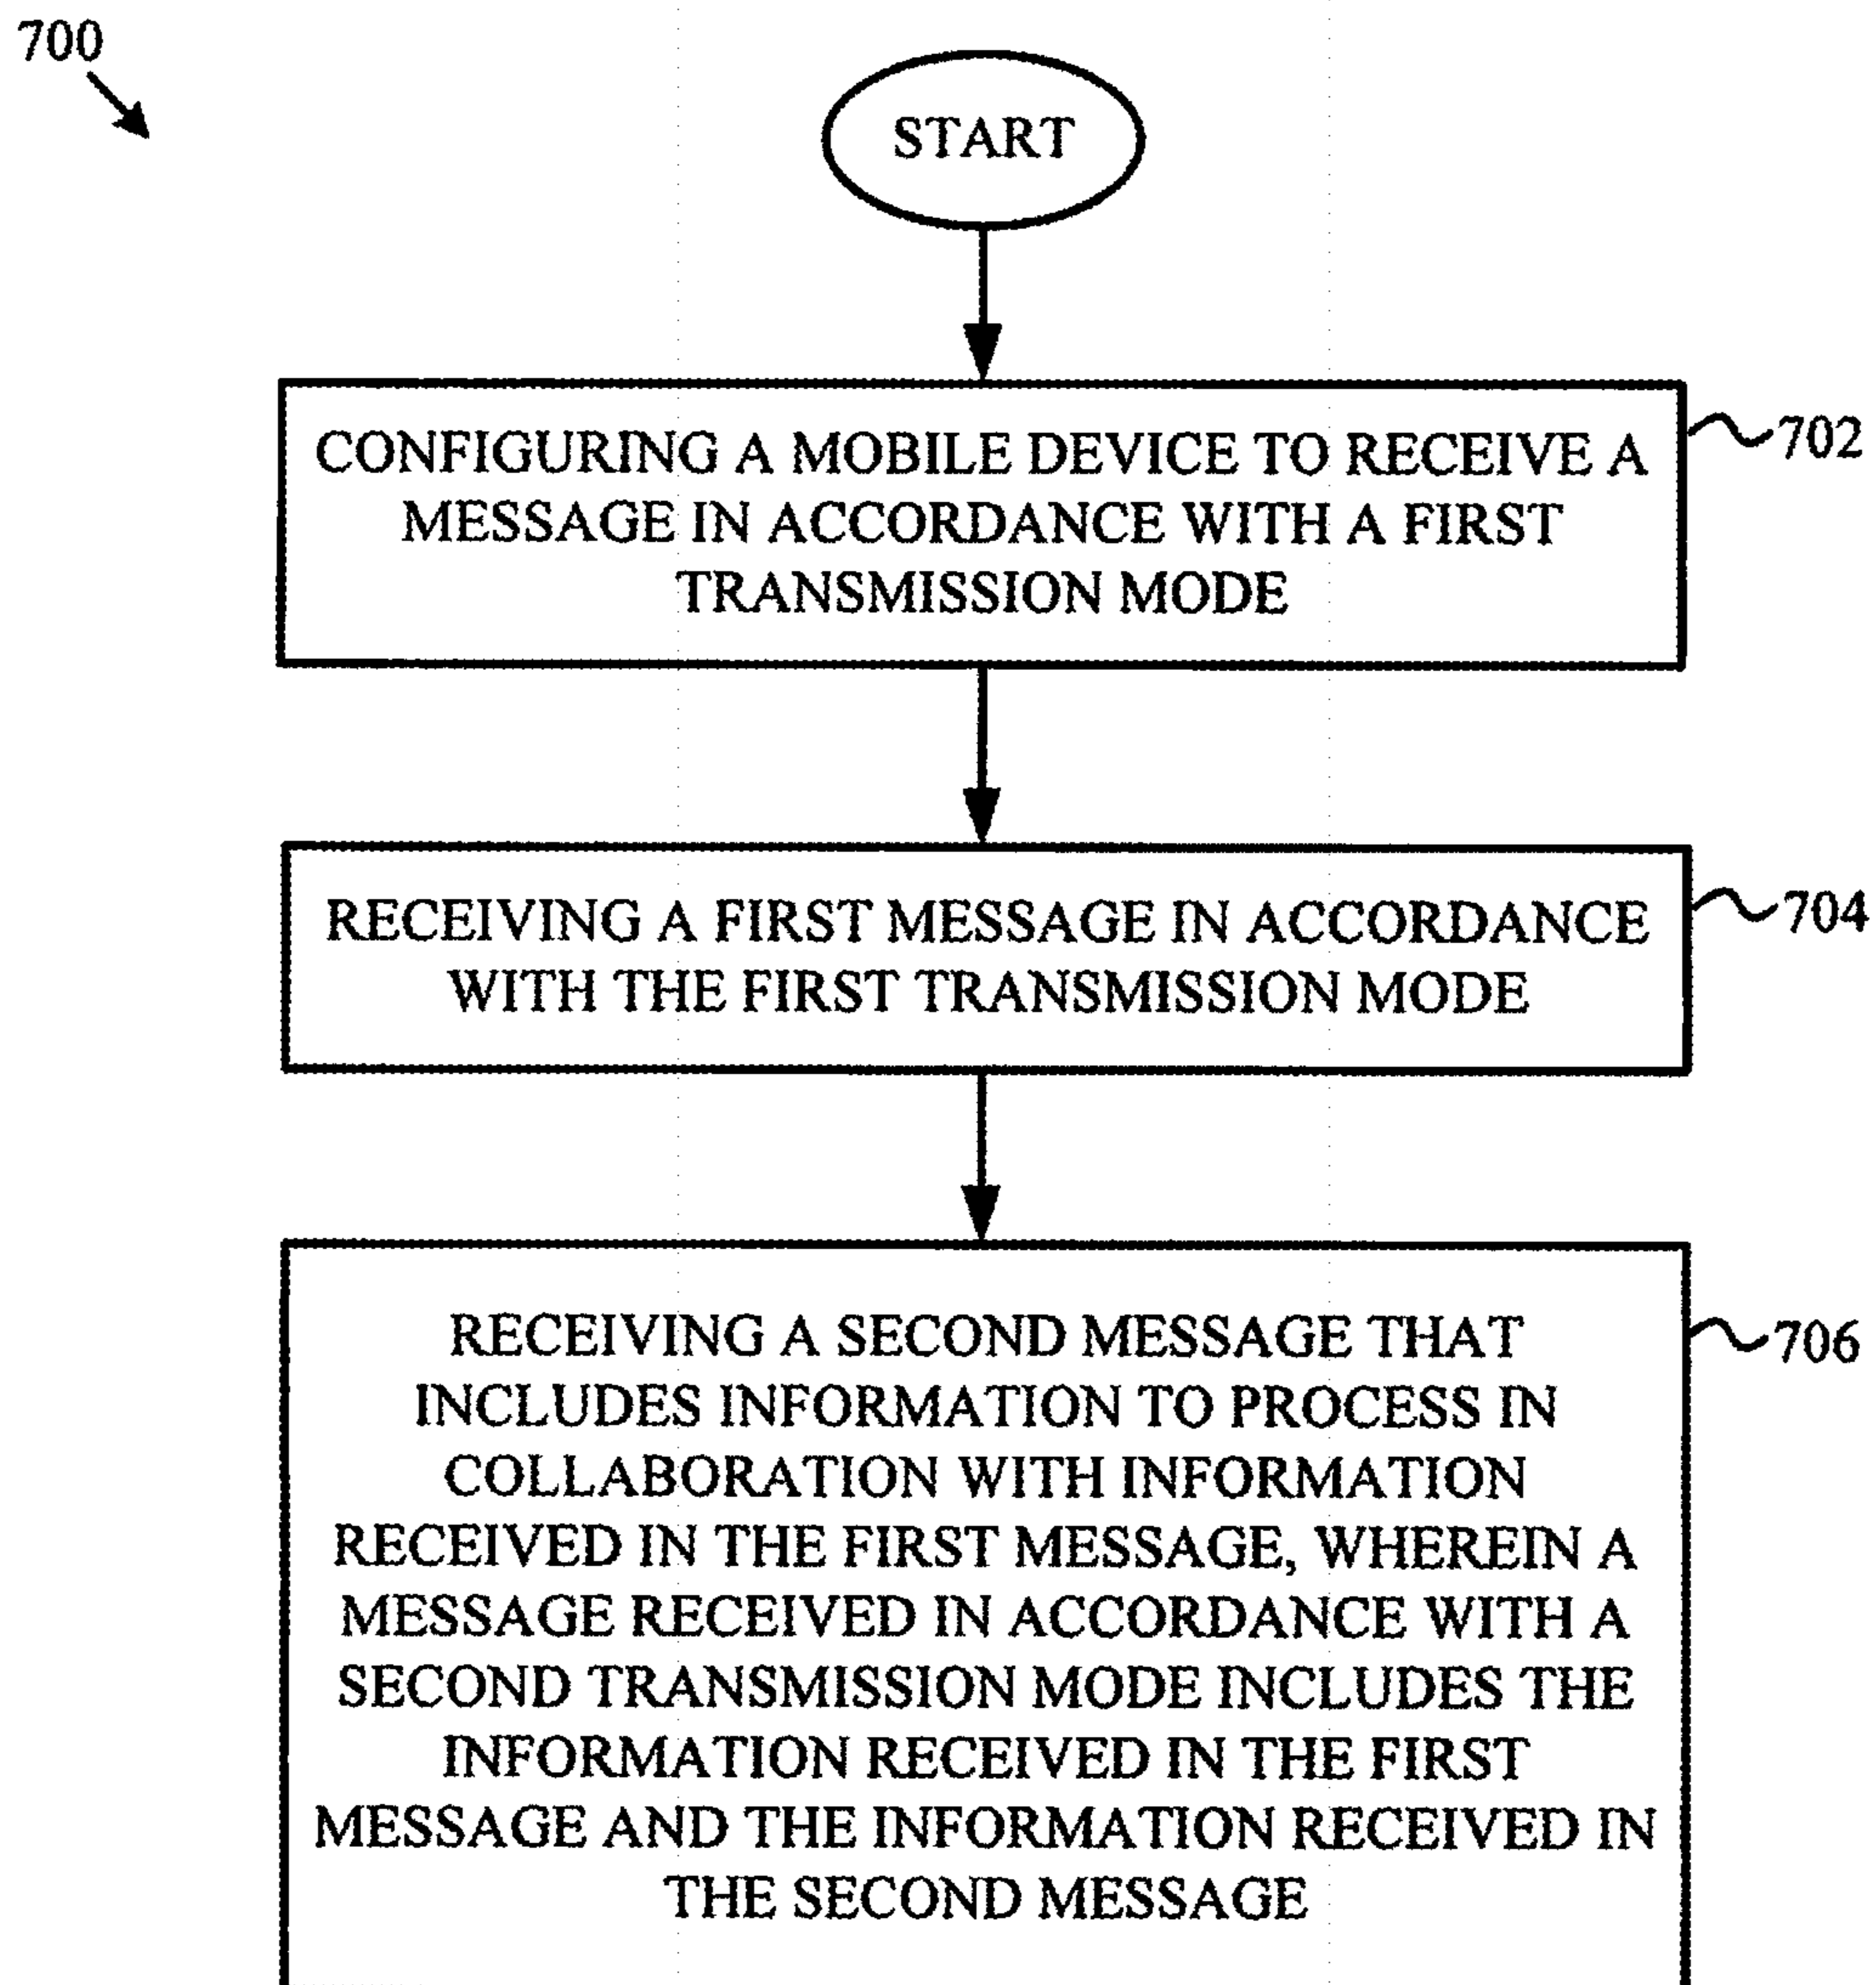 700
START
CONFIGURING A MOBILE DEVICE TO RECEIVE A
MESSAGE IN ACCORDANCE WITH A FIRST
TRANSMISSION MODE
702
RECEIVING A FIRST MESSAGE IN ACCORDANCE
WITH THE FIRST TRANSMISSION MODE
704
RECEIVING A SECOND MESSAGE THAT
INCLUDES INFORMATION TO PROCESS IN
COLLABORATION WITH INFORMATION
RECEIVED IN THE FIRST MESSAGE, WHEREIN A
MESSAGE RECEIVED IN ACCORDANCE WITH A
SECOND TRANSMISSION MODE INCLUDES THE
INFORMATION RECEIVED IN THE FIRST
MESSAGE AND THE INFORMATION RECEIVED IN
THE SECOND MESSAGE
706